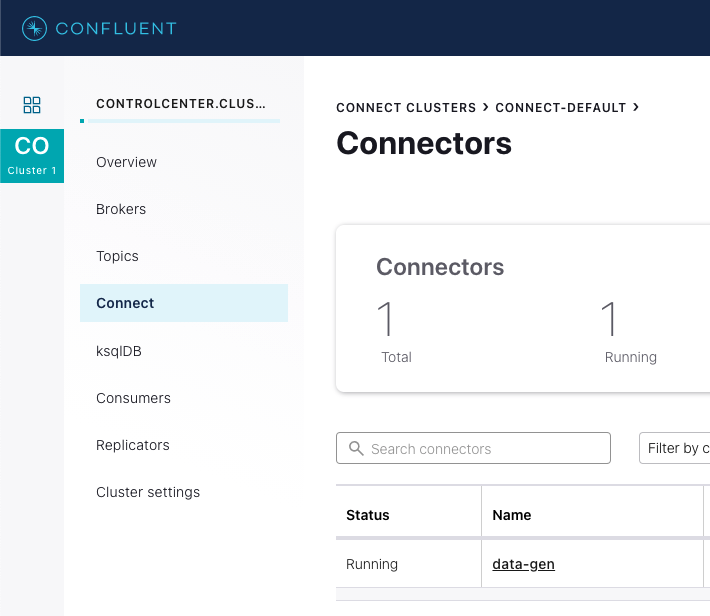 CONFLUENT
CO
Cluster 1
CONTROLCENTER.CLUS...
Overview
Brokers
Topics
Connect
ksqlDB
Consumers
Replicators
Cluster settings
CONNECT CLUSTERS > CONNECT-DEFAULT >
Connectors
Connectors
1 1
Total Running
Search connectors Filter by c
Status Name
Running data-gen